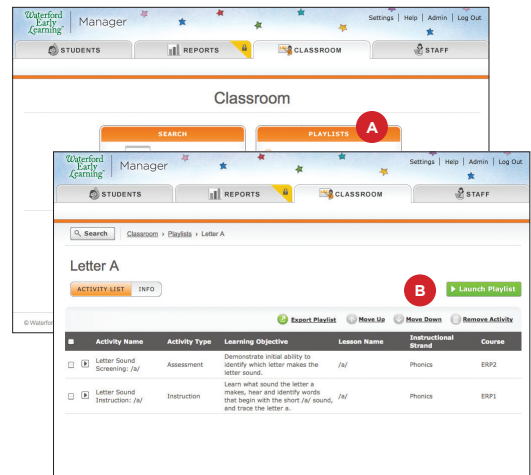 Waterford
Early
Learning
Manager
Settings | Help | Admin | Log Out
STUDENTS
REPORTS
CLASSROOM
STAFF
Classroom
SEARCH
PLAYLISTS
A
Waterford
Early
Learning
Manager
Settings | Help | Admin | Log Out
STUDENTS
REPORTS
CLASSROOM
STAFF
Search
Classroom › Playlists › Letter A
Letter A
ACTIVITY LIST
INFO
B
Launch Playlist
© Waterfor
Export Playlist
Move Up
Move Down
Remove Activity
Activity Name
Activity Type
Learning Objective
Lesson Name
Instructional
Strand
Course
Letter Sound
Screening: /a/
Assessment
Demonstrate initial ability to
identify which letter makes the
letter sound.
/a/
Phonics
ERP2
Letter Sound
Instruction: /a/
Instruction
Learn what sound the letter a
makes, hear and identify words
that begin with the short /a/ sound,
and trace the letter a.
/a/
Phonics
ERP1